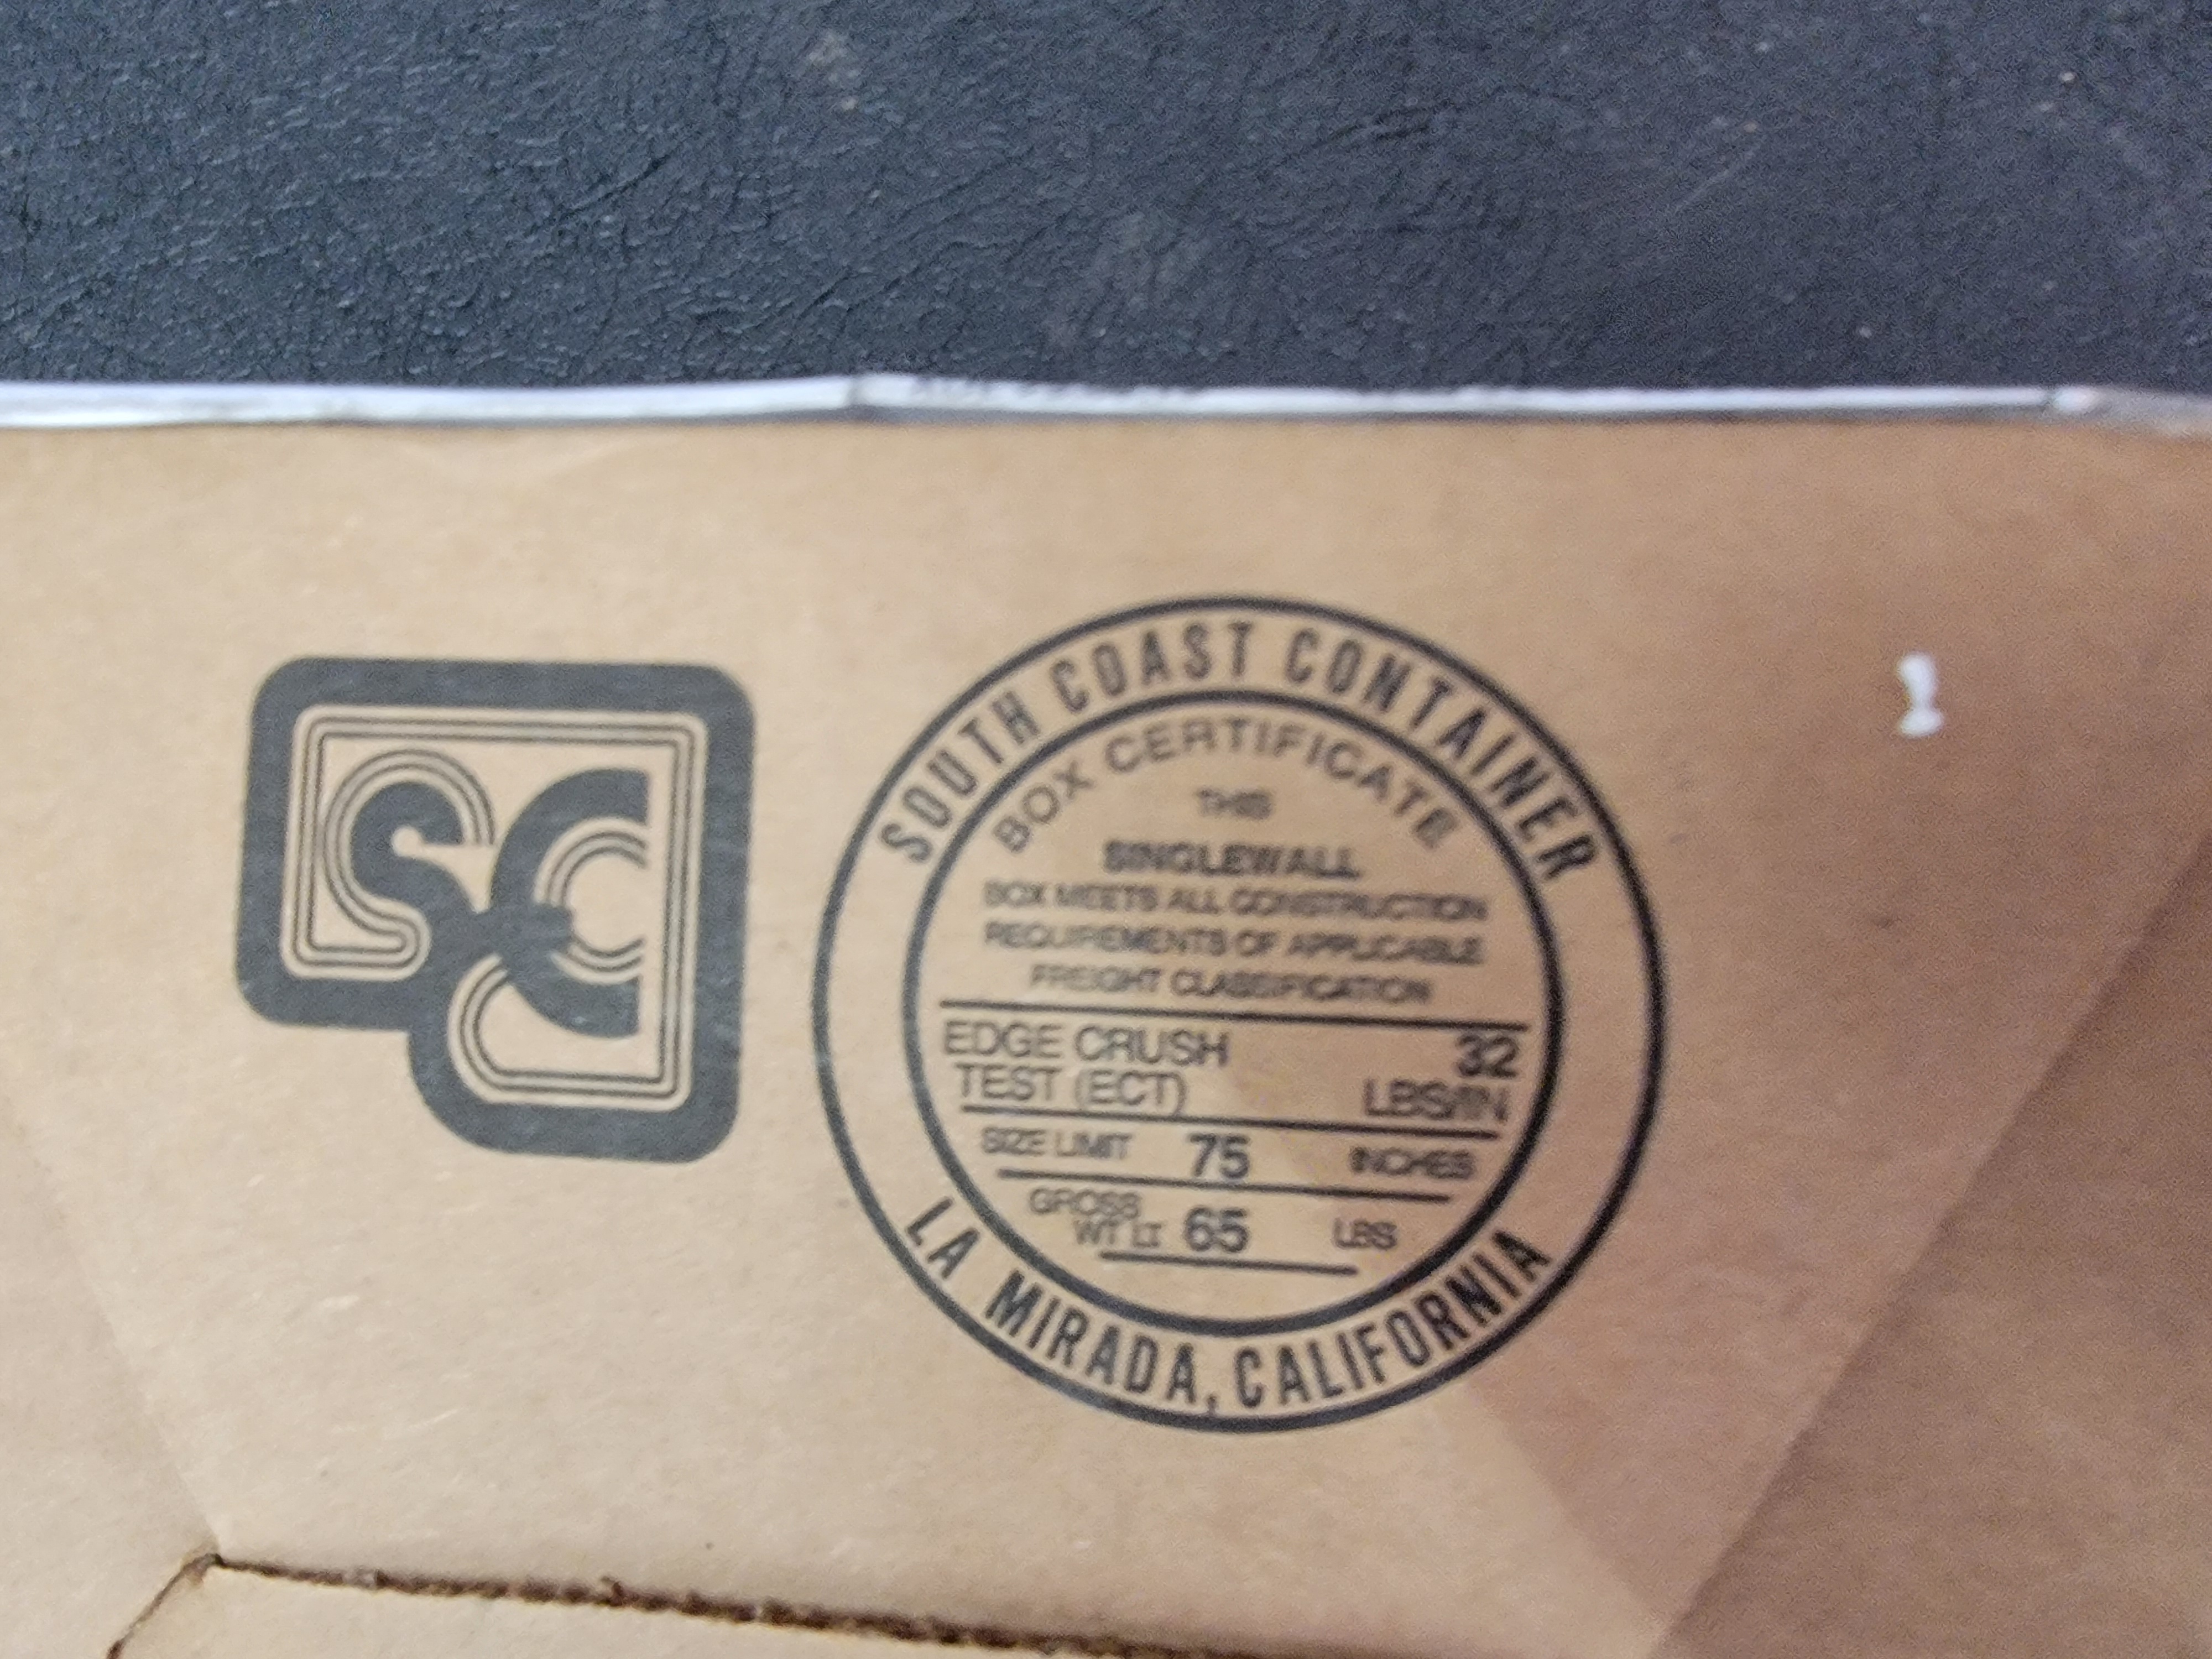 SOUTH COAST CONTAINER
BOX CERTIFICATE
THIS
SINGLEWALL
BOX MEETS ALL CONSTRUCTION
REQUIREMENTS OF APPLICABLE
FREIGHT CLASSIFICATION
EDGE CRUSH 32
TEST (ECT) LBS/IN
SIZE LIMIT 75 INCHES
GROSS
WT LT 65 LBS
LA MIRADA, CALIFORNIA
SCC